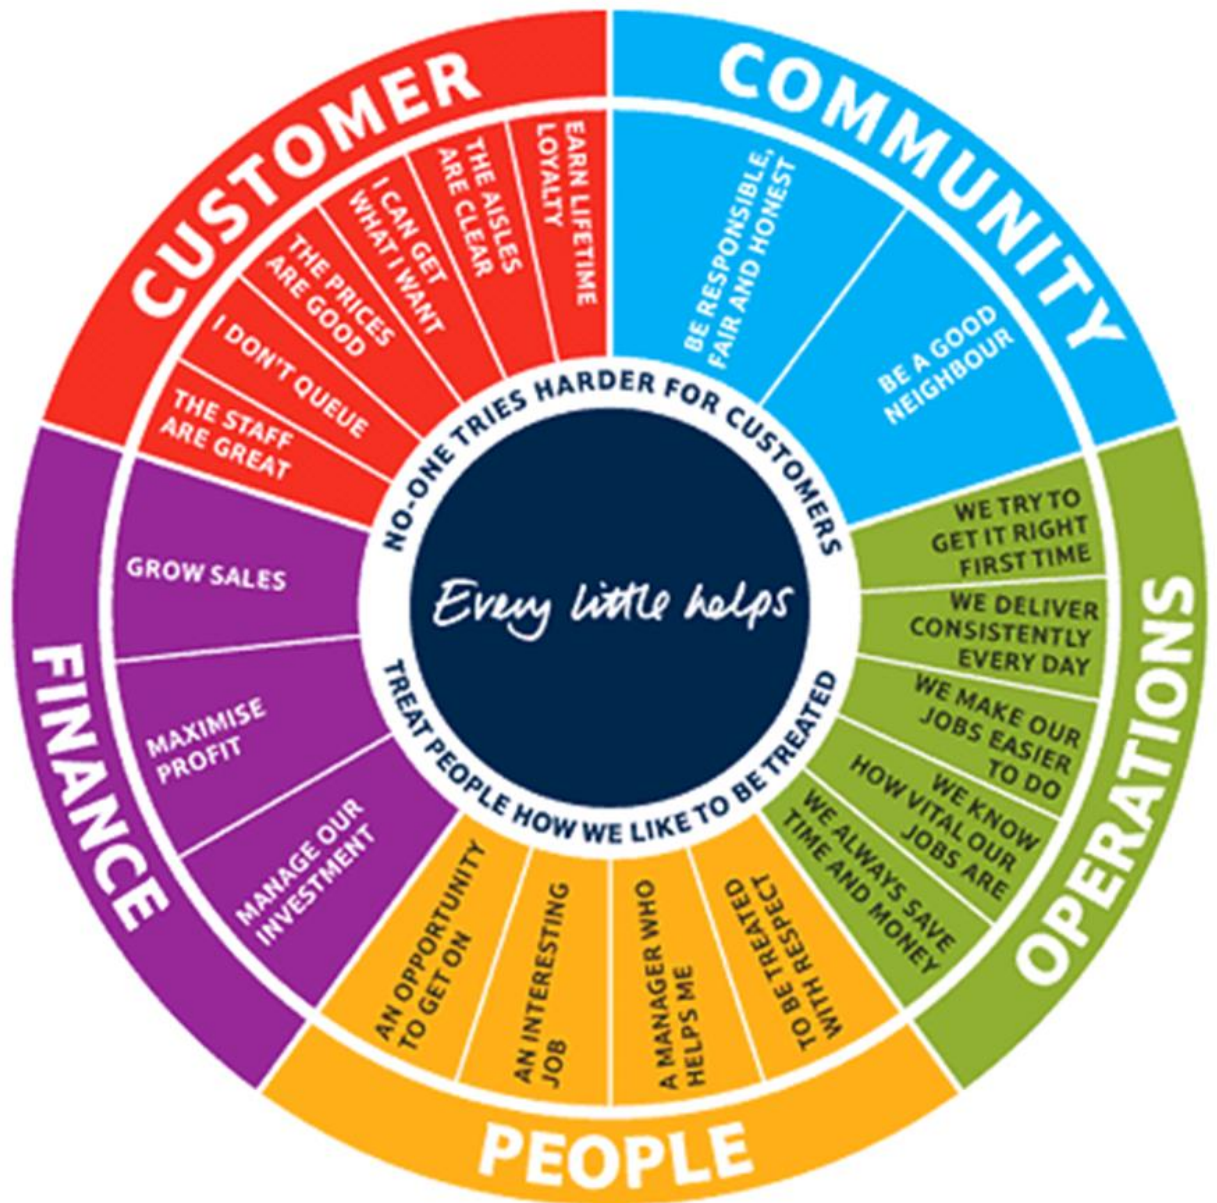 CUSTOMER
EARN LIFETIME
LOYALTY
THE AISLES
ARE CLEAR
I CAN GET
WHAT I WANT
THE PRICES
ARE GOOD
I DON'T QUEUE
THE STAFF
ARE GREAT
COMMUNITY
BE RESPONSIBLE,
FAIR AND HONEST
BE A GOOD
NEIGHBOUR
OPERATIONS
WE TRY TO
GET IT RIGHT
FIRST TIME
WE DELIVER
CONSISTENTLY
EVERY DAY
WE MAKE OUR
JOBS EASIER
TO DO
WE KNOW
HOW VITAL OUR
JOBS ARE
WE ALWAYS SAVE
TIME AND MONEY
PEOPLE
TO BE TREATED
WITH RESPECT
A MANAGER WHO
HELPS ME
AN INTERESTING
JOB
AN OPPORTUNITY
TO GET ON
FINANCE
MANAGE OUR
INVESTMENT
MAXIMISE
PROFIT
GROW SALES
NO-ONE TRIES HARDER FOR CUSTOMERS
Every little helps
TREAT PEOPLE HOW WE LIKE TO BE TREATED